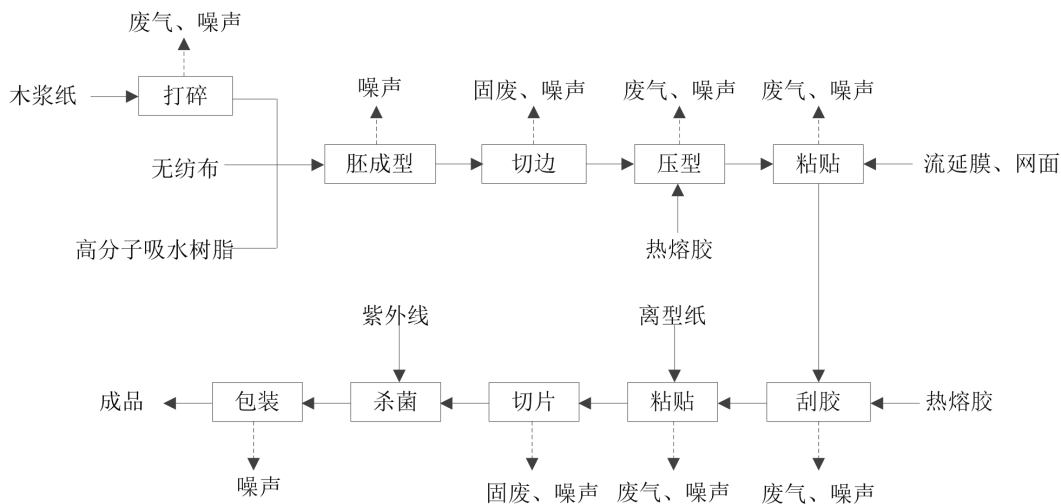 废气、噪声
木浆纸
打碎
噪声
固废、噪声
废气、噪声
废气、噪声
无纺布
胚成型
切边
压型
粘贴
流延膜、网面
高分子吸水树脂
热熔胶
紫外线
离型纸
成品
包装
杀菌
切片
粘贴
刮胶
热熔胶
噪声
固废、噪声
废气、噪声
废气、噪声